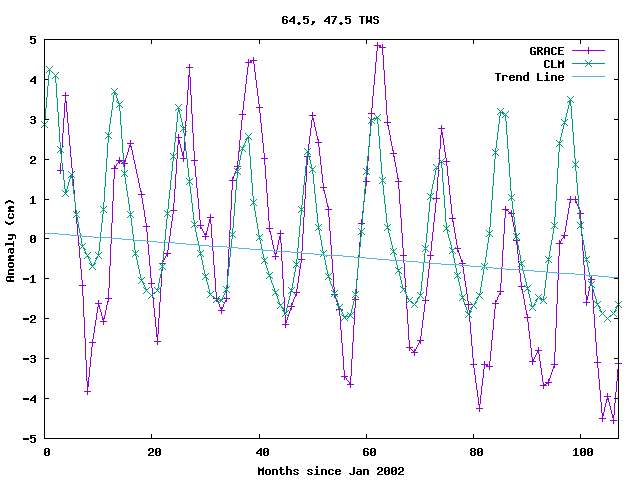 64.5, 47.5 TWS
GRACE
CLM
Trend Line
5
4
3
2
1
0
-1
-2
-3
-4
-5
Anomaly (cm)
0 20 40 60 80 100
Months since Jan 2002